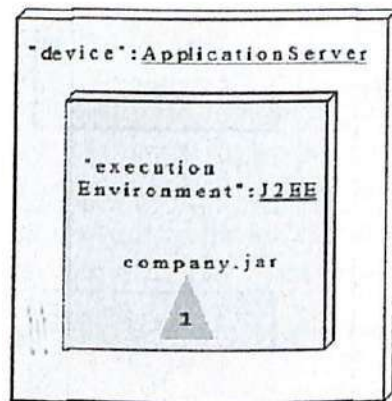 "device":ApplicationServer
"execution
Environment":J2EE
company.jar
1